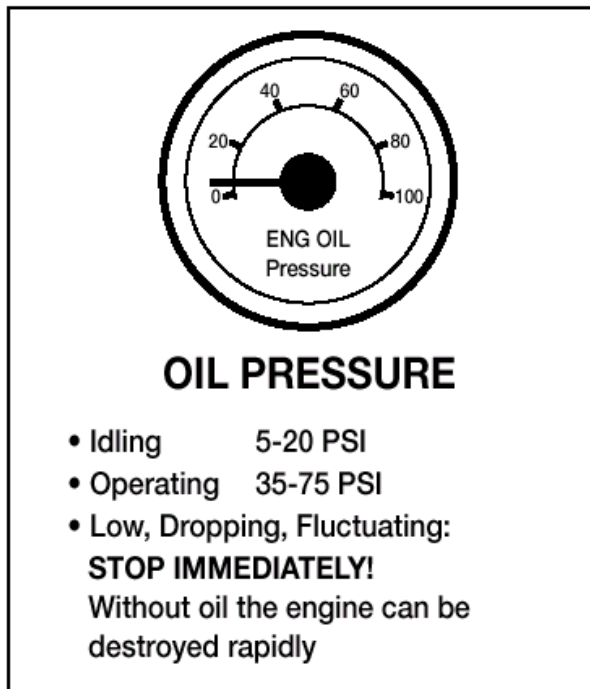 40 60
20 80
0 100
ENG OIL
Pressure
OIL PRESSURE
• Idling 5-20 PSI
• Operating 35-75 PSI
• Low, Dropping, Fluctuating:
STOP IMMEDIATELY!
Without oil the engine can be
destroyed rapidly